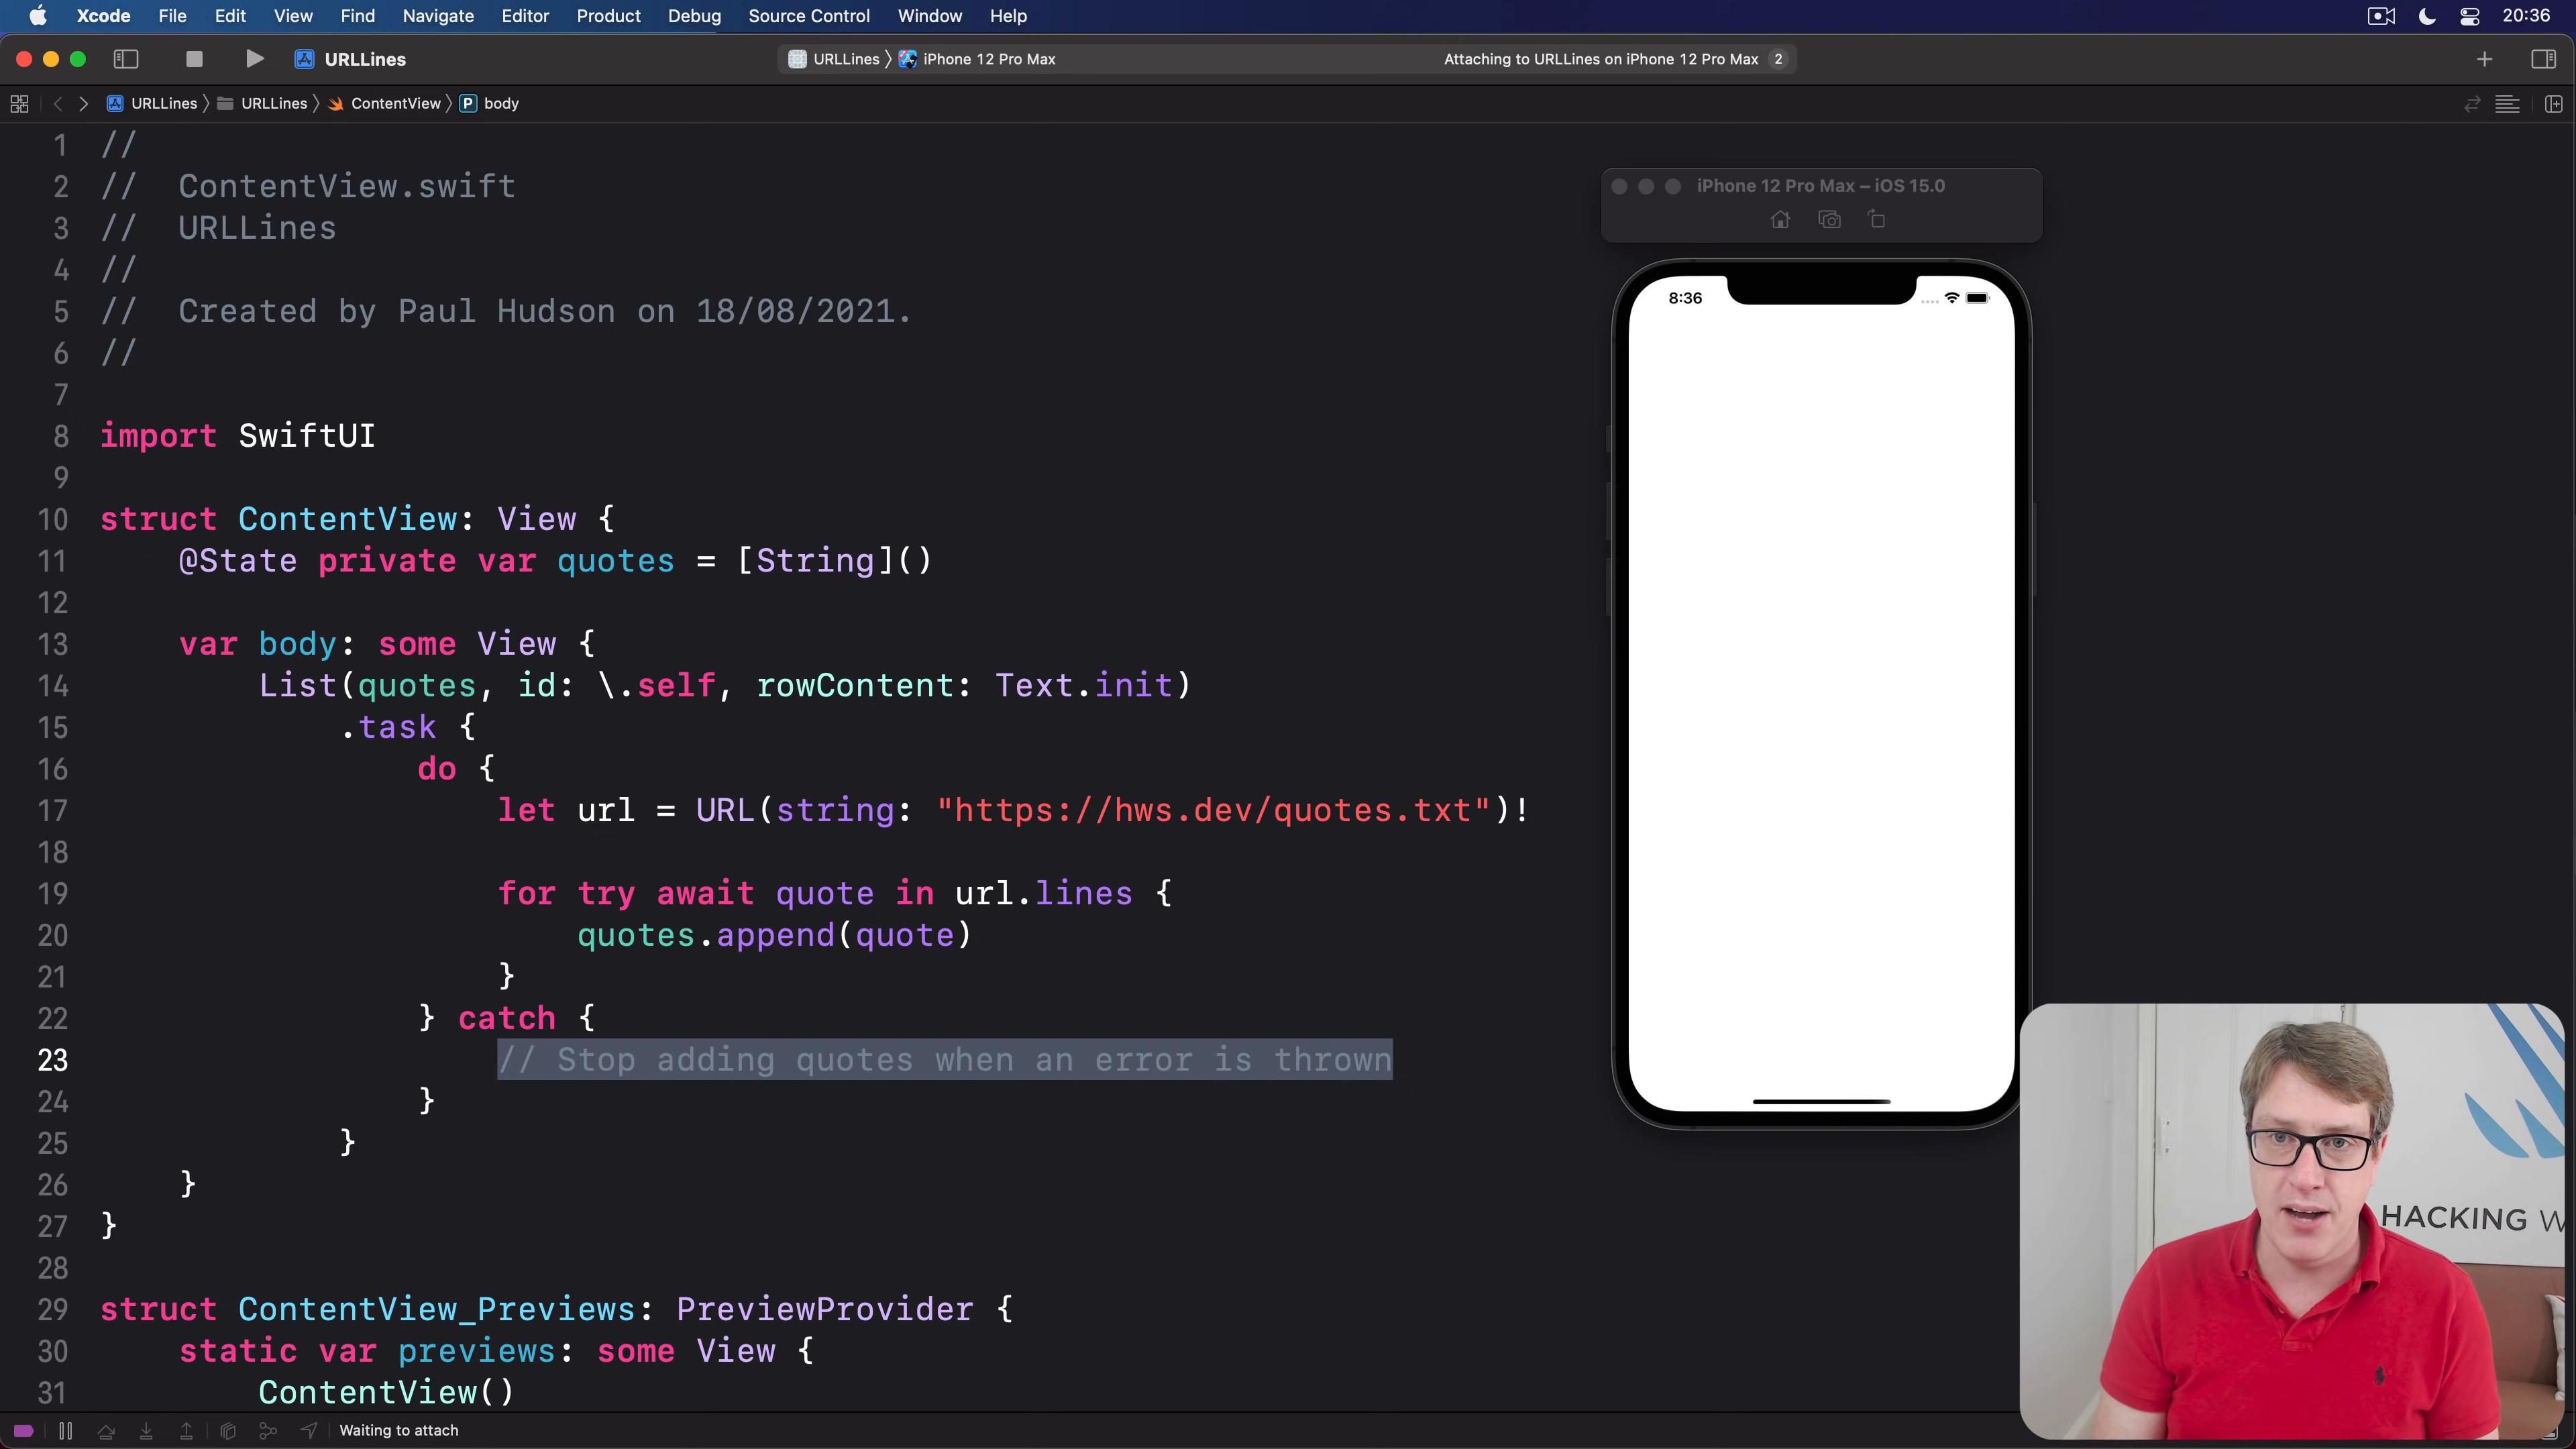 Xcode File Edit View Find Navigate Editor Product Debug Source Control Window Help 20:36
URLLines URLLines iPhone 12 Pro Max Attaching to URLLines on iPhone 12 Pro Max 2
URLLines URLLines ContentView P body
1 //
2 // ContentView.swift
3 // URLLines
4 //
5 // Created by Paul Hudson on 18/08/2021.
6 //
7
8 import SwiftUI
9
10 struct ContentView: View {
11 @State private var quotes = [String]()
12
13 var body: some View {
14 List(quotes, id: \.self, rowContent: Text.init)
15 .task {
16 do {
17 let url = URL(string: "https://hws.dev/quotes.txt")!
18
19 for try await quote in url.lines {
20 quotes.append(quote)
21 }
22 } catch {
23 // Stop adding quotes when an error is thrown
24 }
25 }
26 }
27 }
28
29 struct ContentView_Previews: PreviewProvider {
30 static var previews: some View {
31 ContentView()
Waiting to attach
iPhone 12 Pro Max – iOS 15.0
8:36
HACKING W